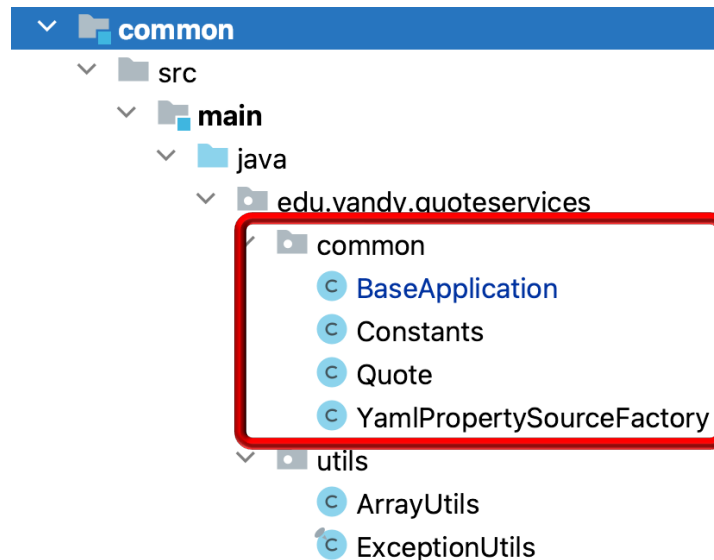 common
src
main
java
edu.vandy.quoteservices
common
C BaseApplication
C Constants
C Quote
C YamlPropertySourceFactory
utils
C ArrayUtils
C ExceptionUtils